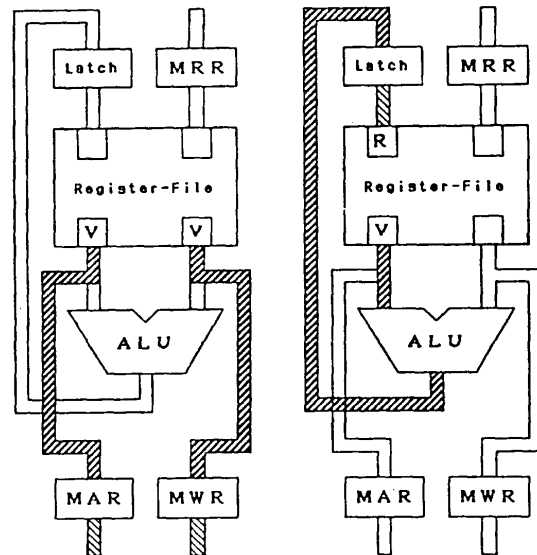 Latch
MRR
Register-File
V
V
ALU
MAR
MWR
Latch
MRR
R
Register-File
V
ALU
MAR
MWR